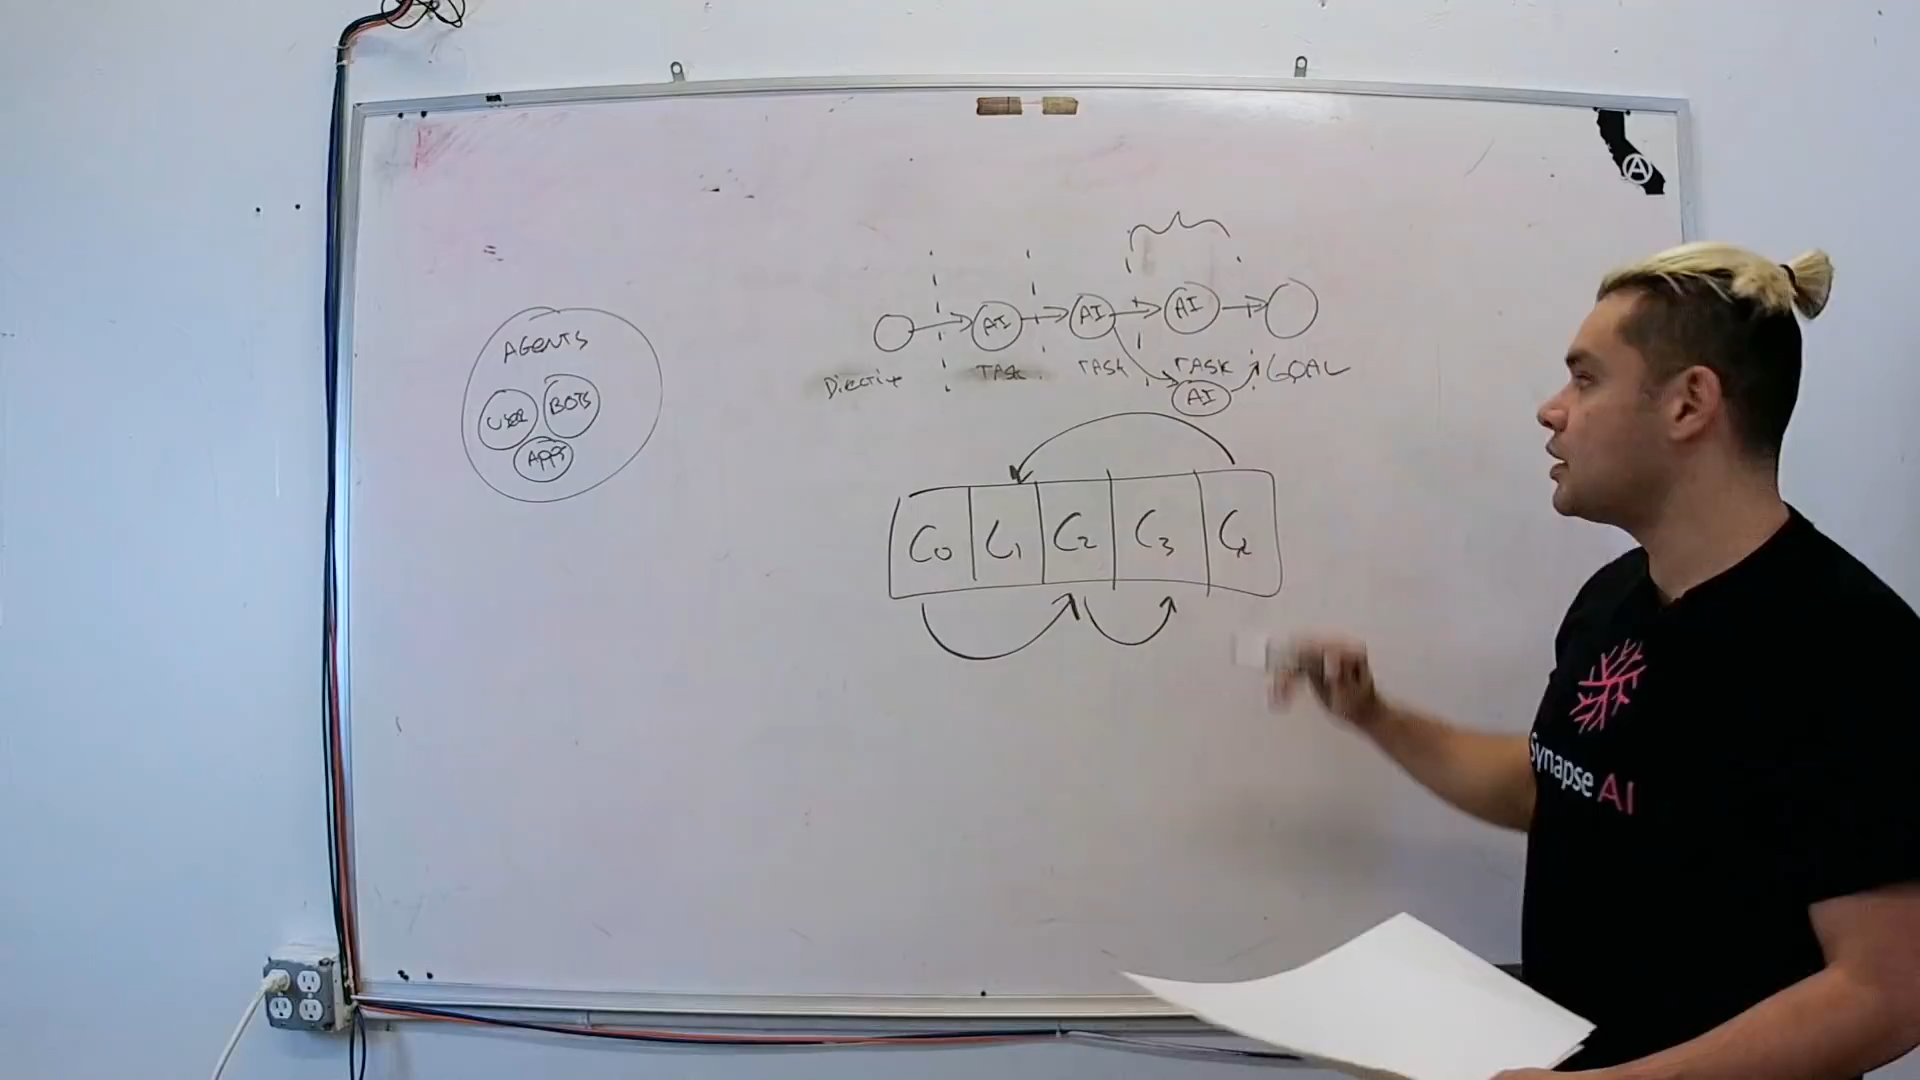 AGENTS
USER
BOTS
APPS
AI
AI
AI
Directive
TASK
TASK
TASK
GOAL
AI
C0
C1
C2
C3
A
Synapse AI